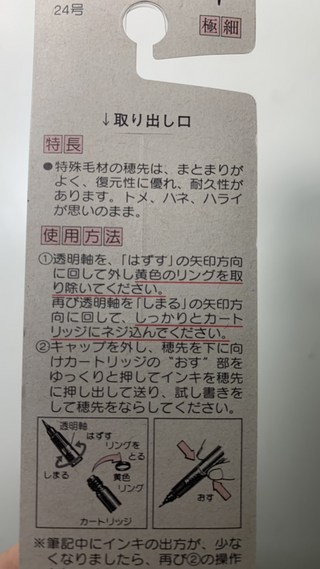 24号
極細
↓取り出し口
特長
●特殊毛材の穂先は、まとまりが
よく、復元性に優れ、耐久性が
あります。トメ、ハネ、ハライ
が思いのまま。
使用方法
①透明軸を、「はずす」の矢印方向
に回して外し黄色のリングを取
り除いてください。
再び透明軸を「しまる」の矢印方
向に回して、しっかりとカート
リッジにネジ込んでください。
②キャップを外し、穂先を下に向
けカートリッジの"おす"部を
ゆっくりと押してインキを穂先
に押し出して送り、試し書きを
して穂先をならしてください。
透明軸
はずす
リングを
とる
しまる
黄色
リング
カートリッジ
おす
※筆記中にインキの出方が、少な
くなりましたら、再び②の操作